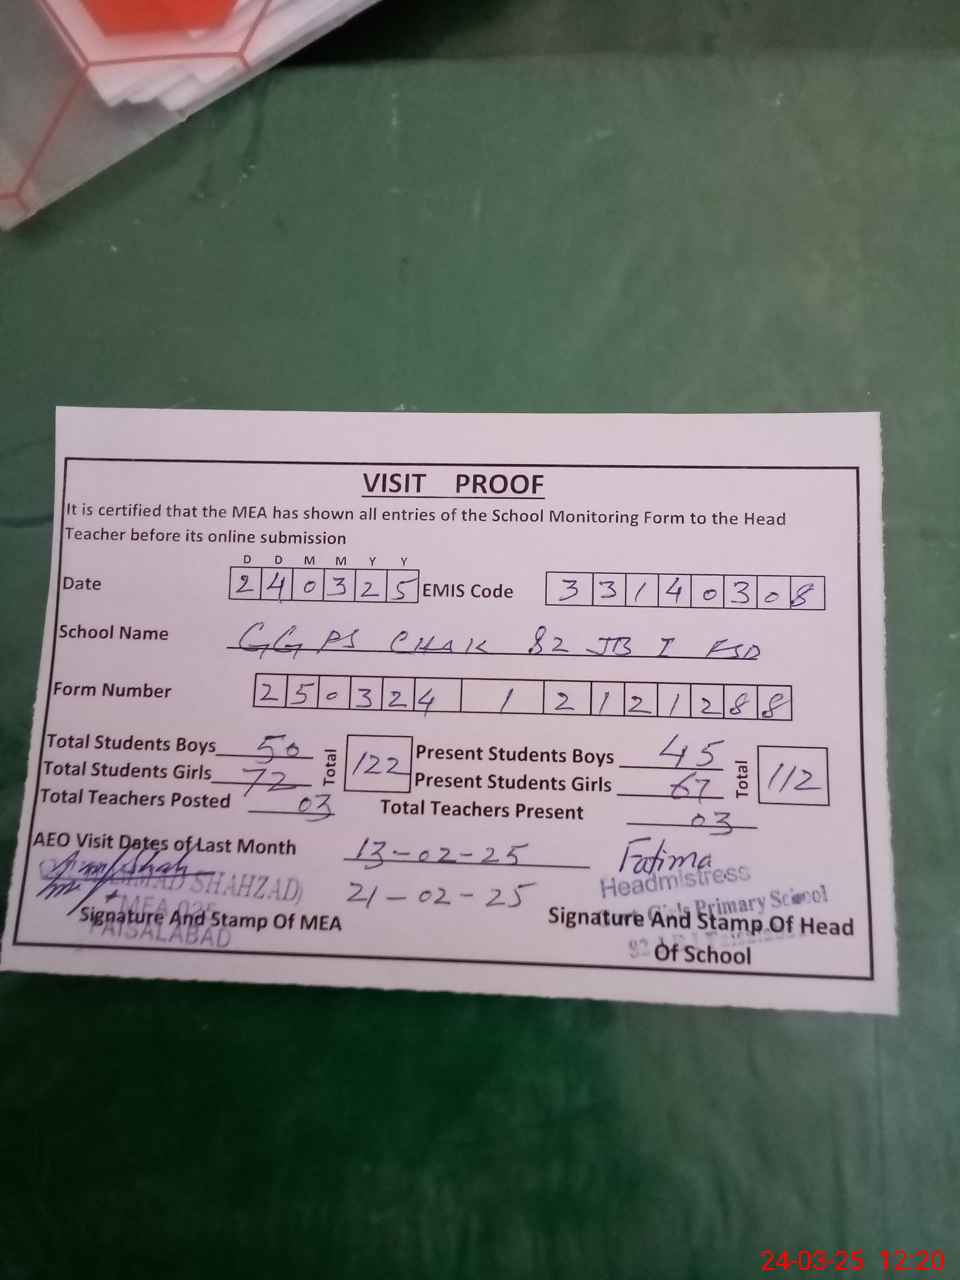 VISIT PROOF
It is certified that the MEA has shown all entries of the School Monitoring Form to the Head
Teacher before its online submission
D D M M Y Y
Date 2 4 0 3 2 5 EMIS Code 3 3 1 4 0 3 0 8
School Name GGPS CHAK 82 JB I FSD
Form Number 2 5 0 3 2 4 1 2 1 2 1 2 8 8
Total Students Boys 50 Total 122 Present Students Boys 45 Total 112
Total Students Girls 72 Present Students Girls 67
Total Teachers Posted 03 Total Teachers Present 03
AEO Visit Dates of Last Month 13-02-25 Fatima
21-02-25
SHAHZAD) Headmistress
Primary School
Signature And Stamp Of MEA Signature And Stamp Of Head
FAISALABAD Of School
24-03-25 12:20